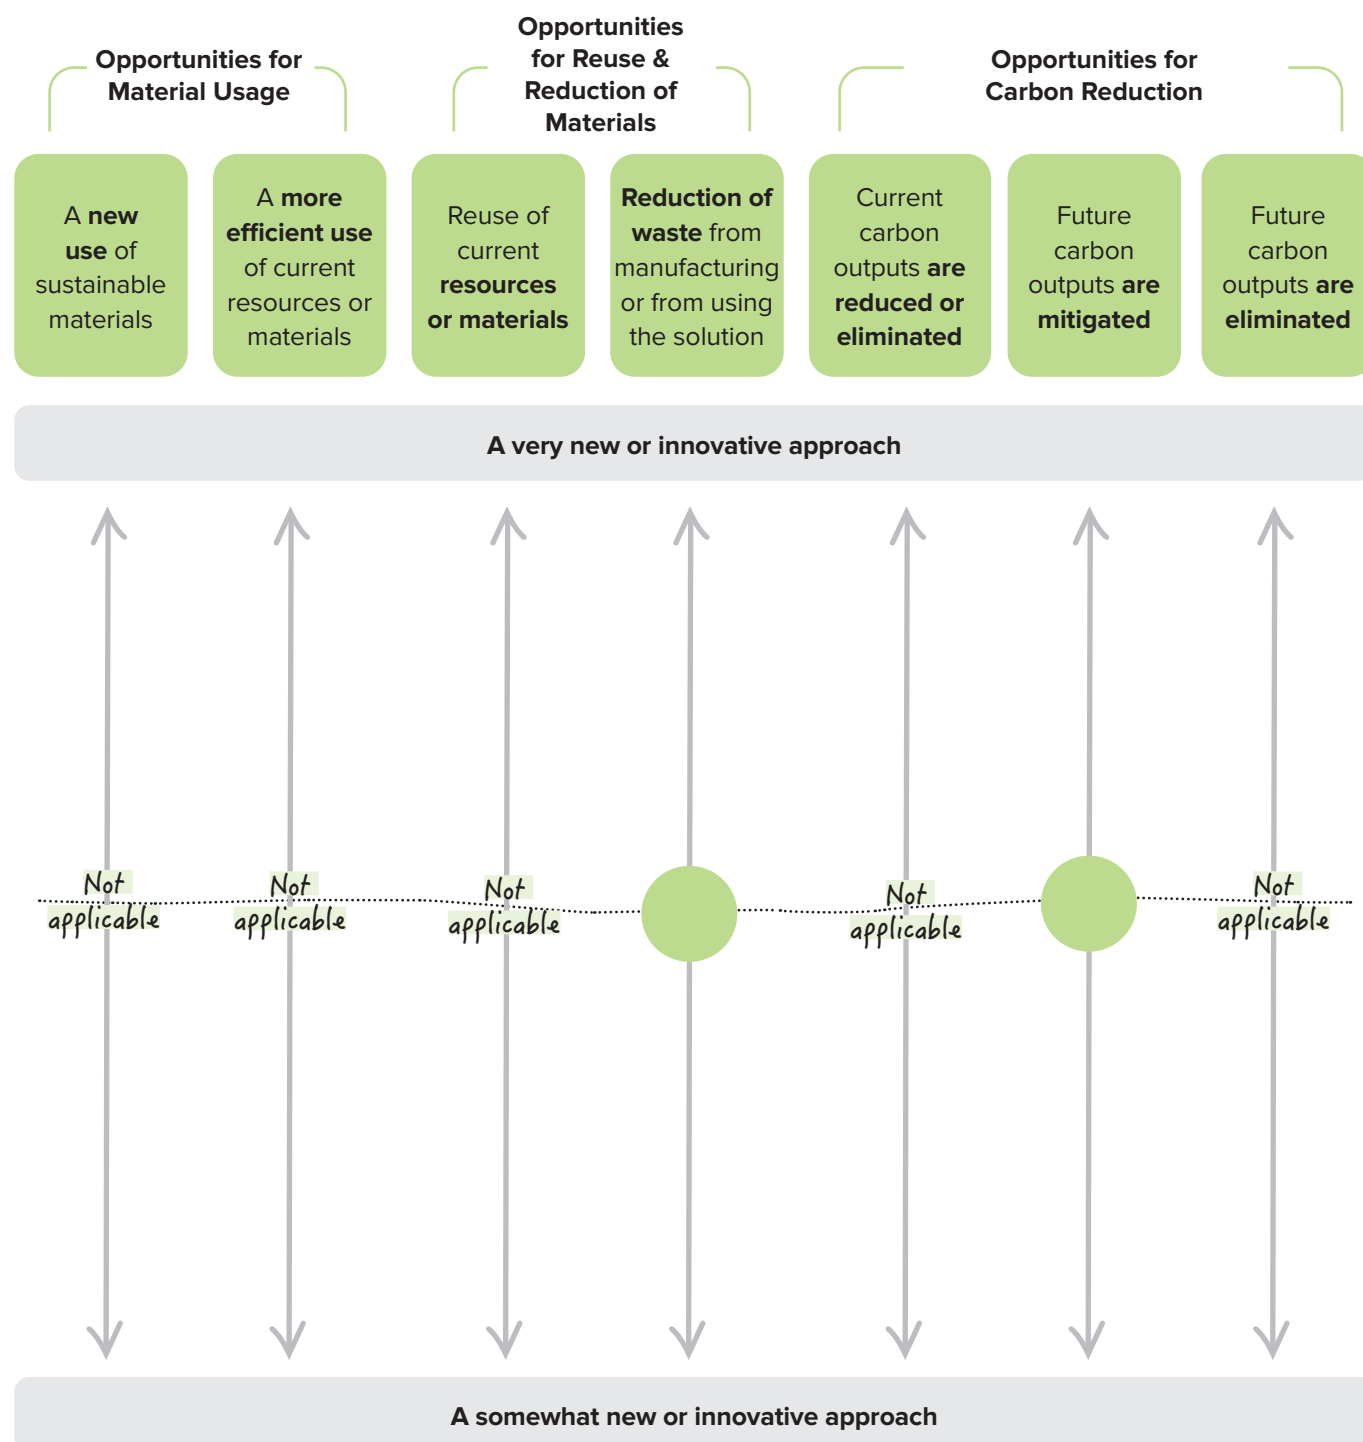 Opportunities for
Material Usage
Opportunities
for Reuse &
Reduction of
Materials
Opportunities for
Carbon Reduction
A new
use of
sustainable
materials
A more
efficient use
of current
resources or
materials
Reuse of
current
resources
or materials
Reduction of
waste from
manufacturing
or from using
the solution
Current
carbon
outputs are
reduced or
eliminated
Future
carbon
outputs are
mitigated
Future
carbon
outputs are
eliminated
A very new or innovative approach
Not
applicable
Not
applicable
Not
applicable
Not
applicable
Not
applicable
A somewhat new or innovative approach